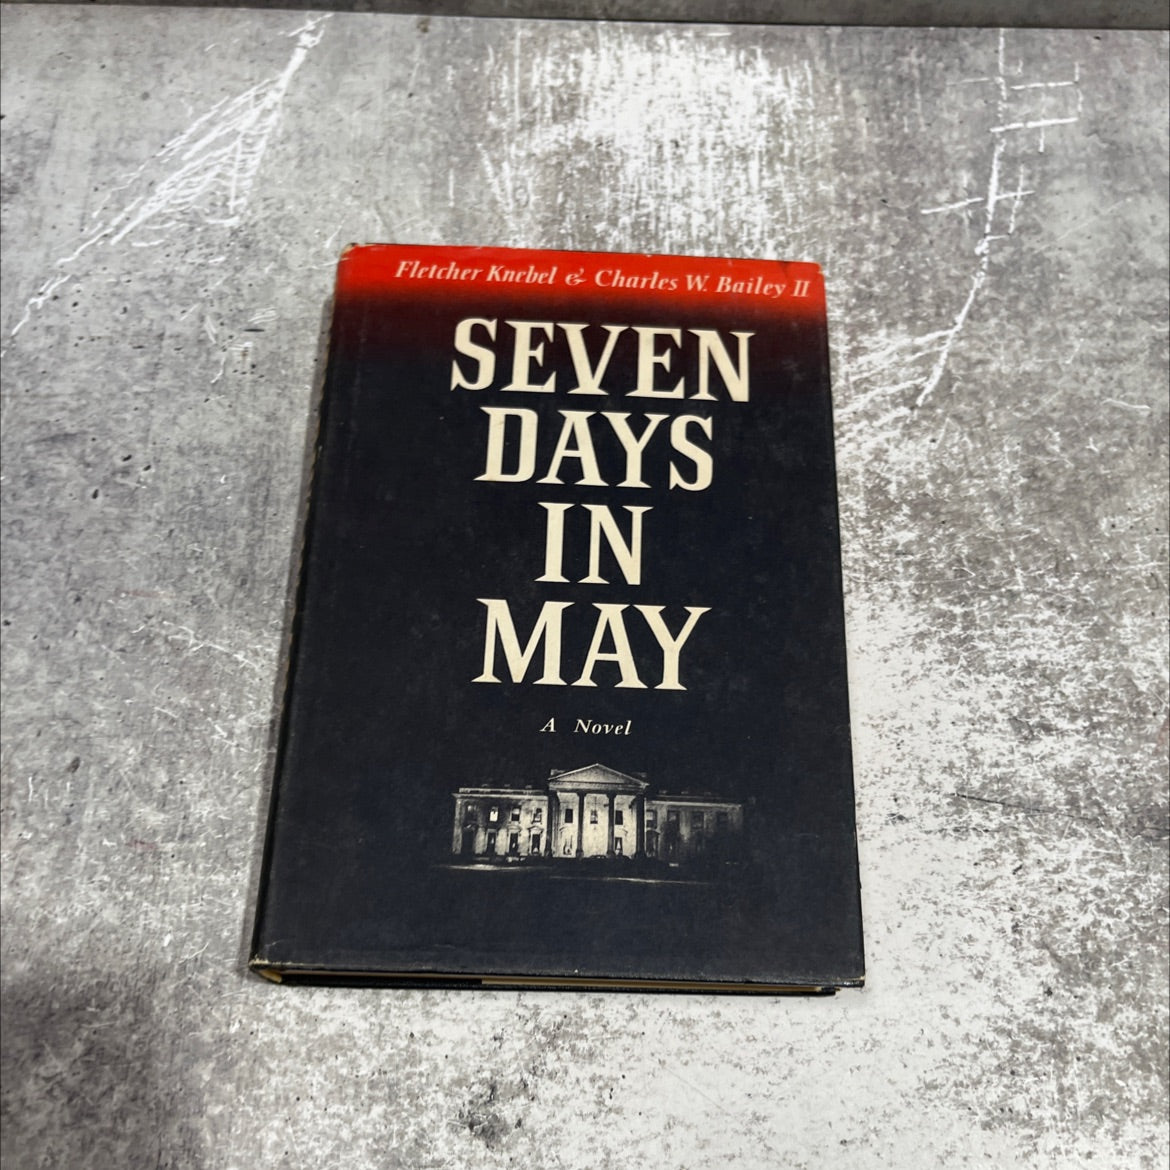 Fletcher Knebel & Charles W. Bailey II
SEVEN
DAYS
IN
MAY
A Novel